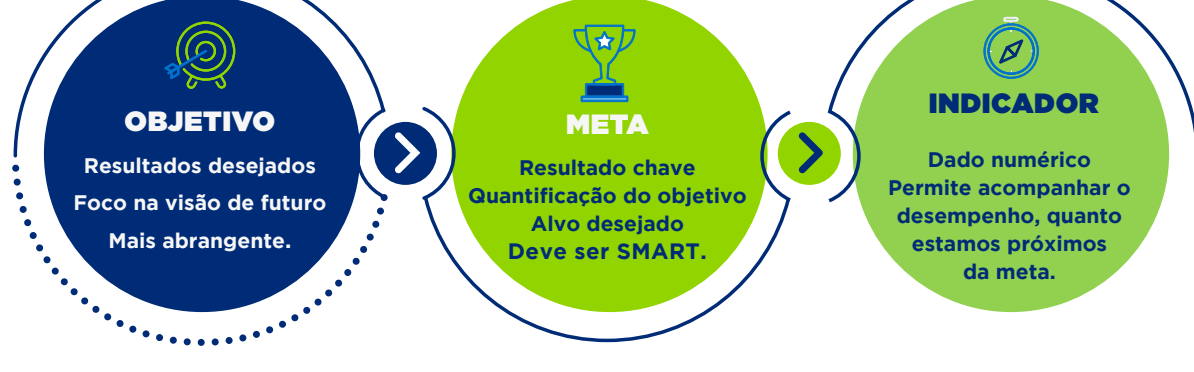 OBJETIVO
Resultados desejados
Foco na visão de futuro
Mais abrangente.
META
Resultado chave
Quantificação do objetivo
Alvo desejado
Deve ser SMART.
INDICADOR
Dado numérico
Permite acompanhar o
desempenho, quanto
estamos próximos
da meta.